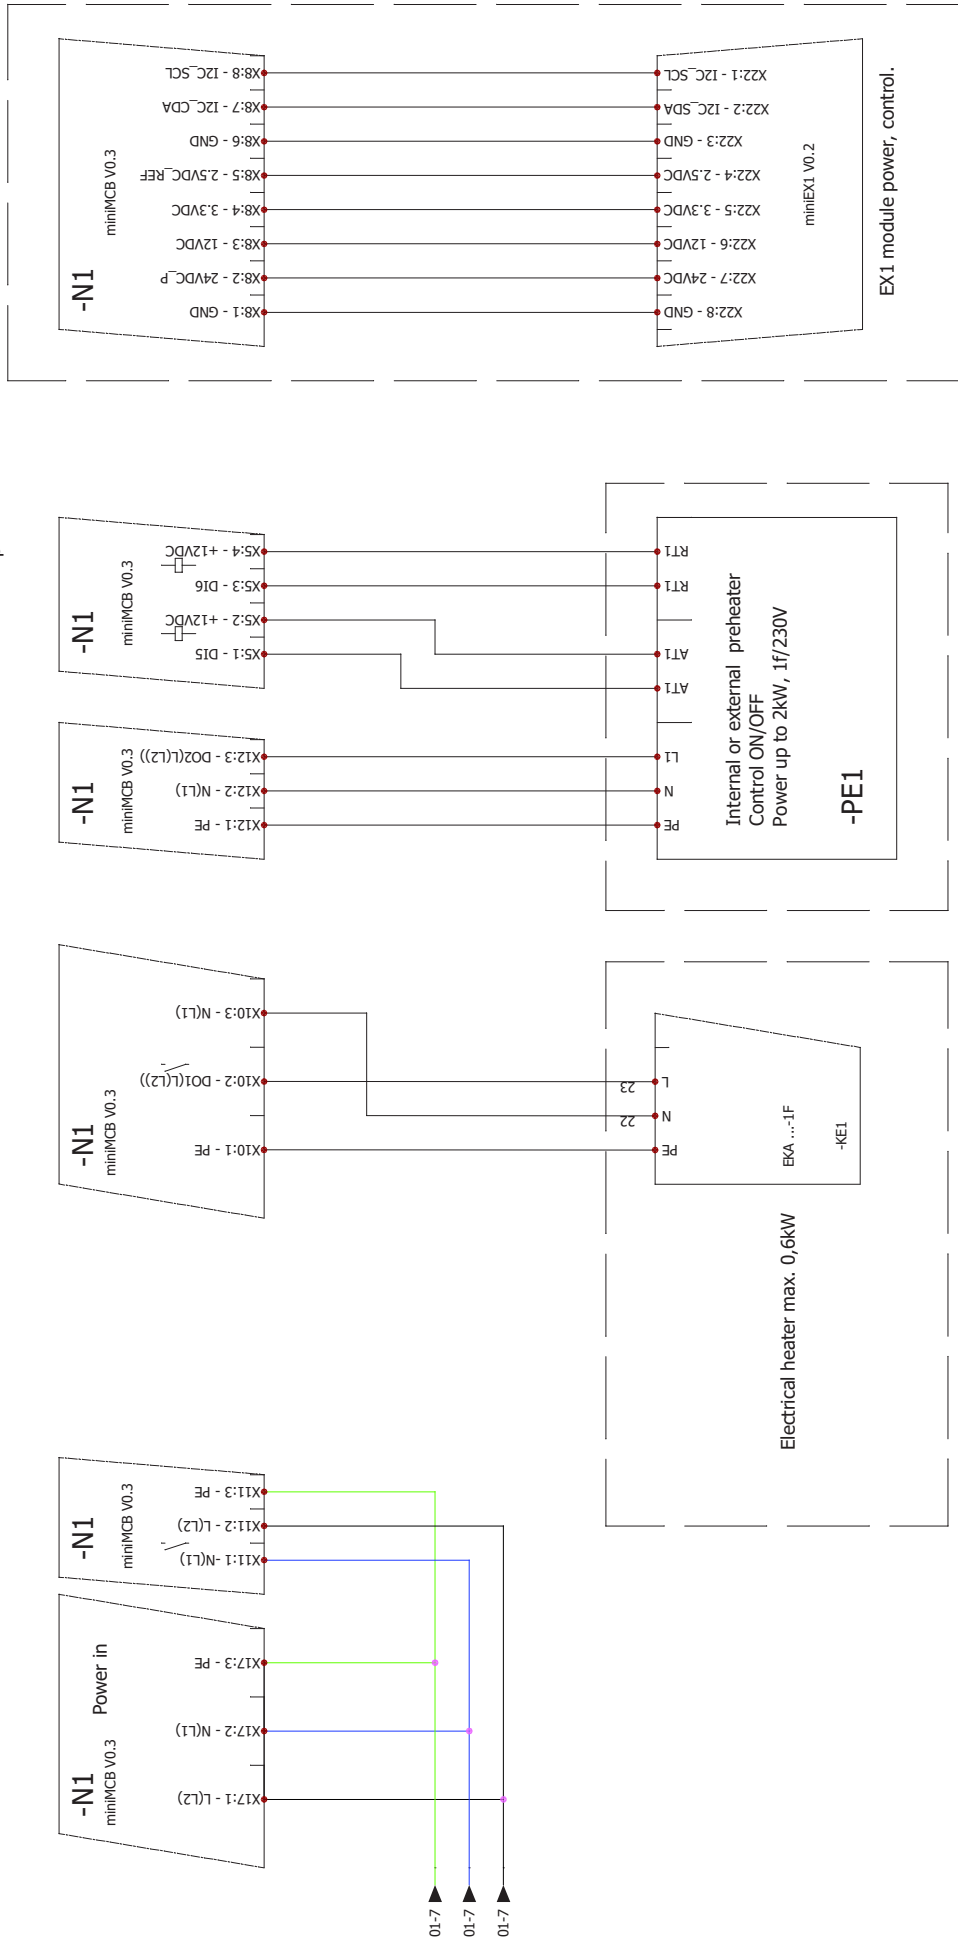 -N1
miniMCB V0.3
Power in
X17:1 - L(L2)
X17:2 - N(L1)
X17:3 - PE
-N1
miniMCB V0.3
X11:1 -N(L1)
X11:2 - L(L2)
X11:3 - PE
01-7
01-7
01-7
-N1
miniMCB V0.3
X10:1 - PE
X10:2 - DO1(L(L2))
X10:3 - N(L1)
PE
22
N
23
L
EKA ...-1F
-KE1
Electrical heater max. 0,6kW
-N1
miniMCB V0.3
X12:1 - PE
X12:2 - N(L1)
X12:3 - DO2(L(L2))
-N1
miniMCB V0.3
X5:1 - DI5
X5:2 - +12VDC
X5:3 - DI6
X5:4 - +12VDC
PE
N
L1
AT1
AT1
RT1
RT1
Internal or external preheater
Control ON/OFF
Power up to 2kW, 1f/230V
-PE1
-N1
miniMCB V0.3
X8:1 - GND
X8:2 - 24VDC_P
X8:3 - 12VDC
X8:4 - 3.3VDC
X8:5 - 2.5VDC_REF
X8:6 - GND
X8:7 - I2C_CDA
X8:8 - I2C_SCL
X22:8 - GND
X22:7 - 24VDC
X22:6 - 12VDC
X22:5 - 3.3VDC
X22:4 - 2.5VDC
X22:3 - GND
X22:2 - I2C_SDA
X22:1 - I2C_SCL
miniEX1 V0.2
EX1 module power, control.